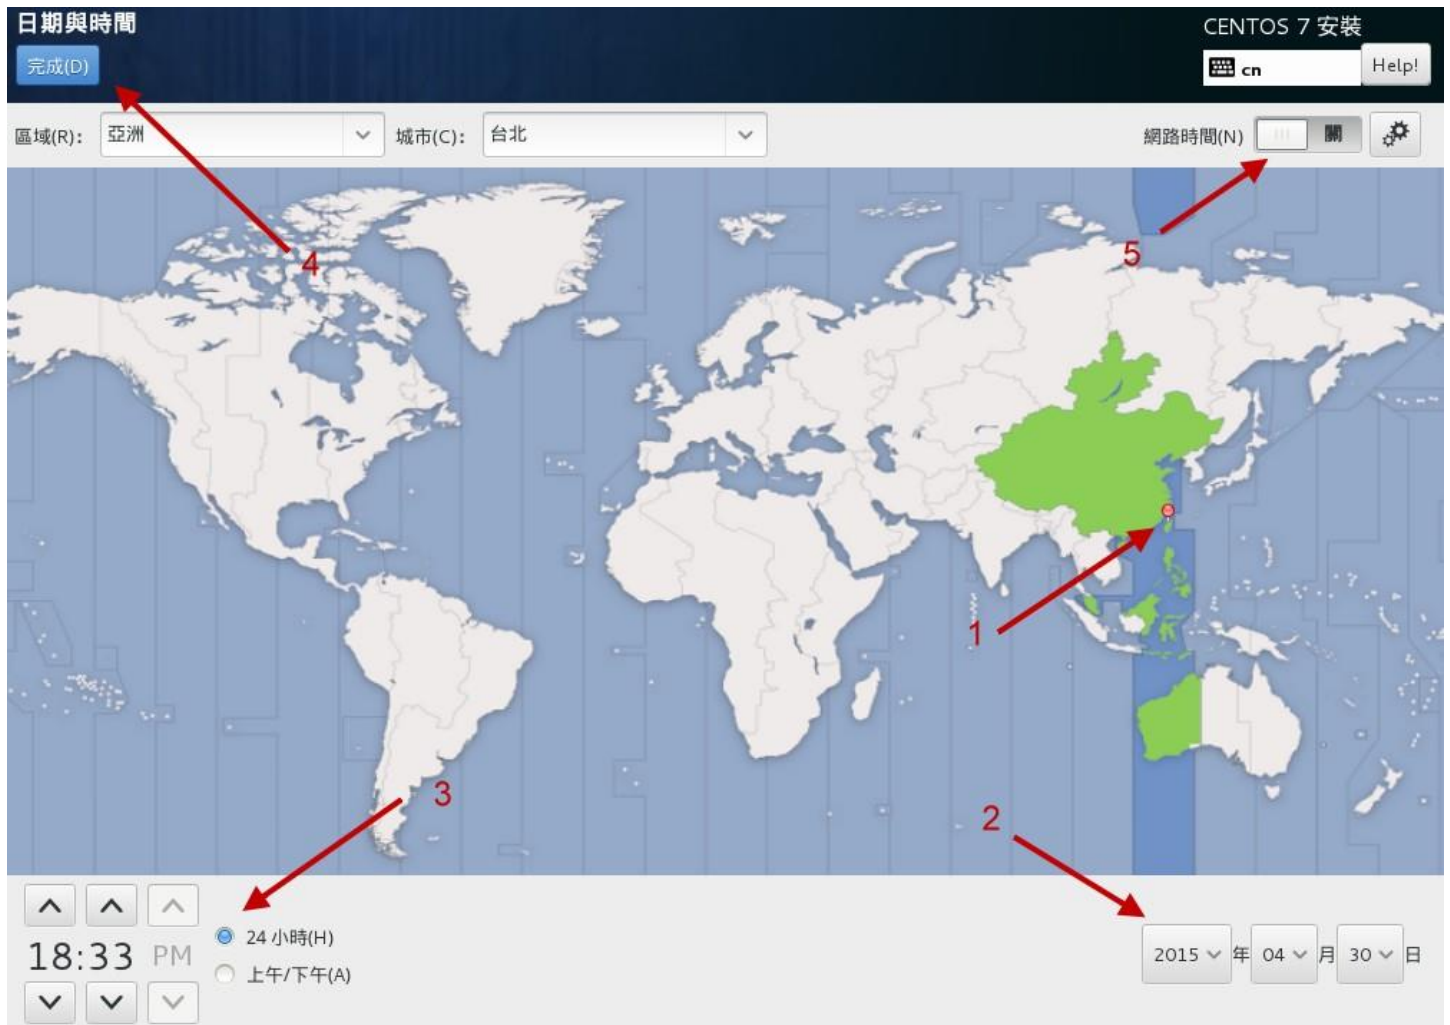 日期與時間
CENTOS 7 安裝
完成(D)
cn
Help!
區域(R): 亞洲 城市(C): 台北 網路時間(N) 關
4
5
1
3
2
24 小時(H)
18:33 PM
2015 年 04 月 30 日
上午/下午(A)